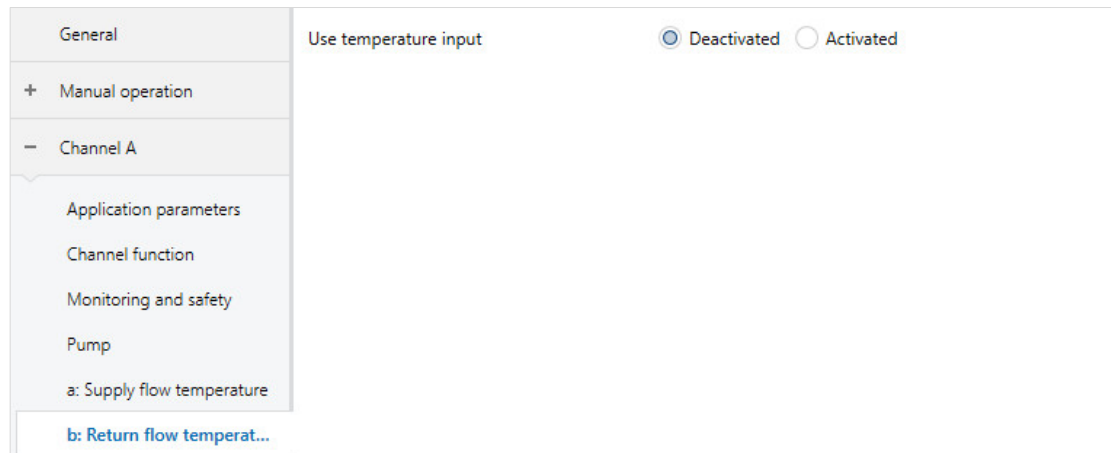 General
Manual operation
Channel A
Application parameters
Channel function
Monitoring and safety
Pump
a: Supply flow temperature
b: Return flow temperat...
Use temperature input Deactivated Activated